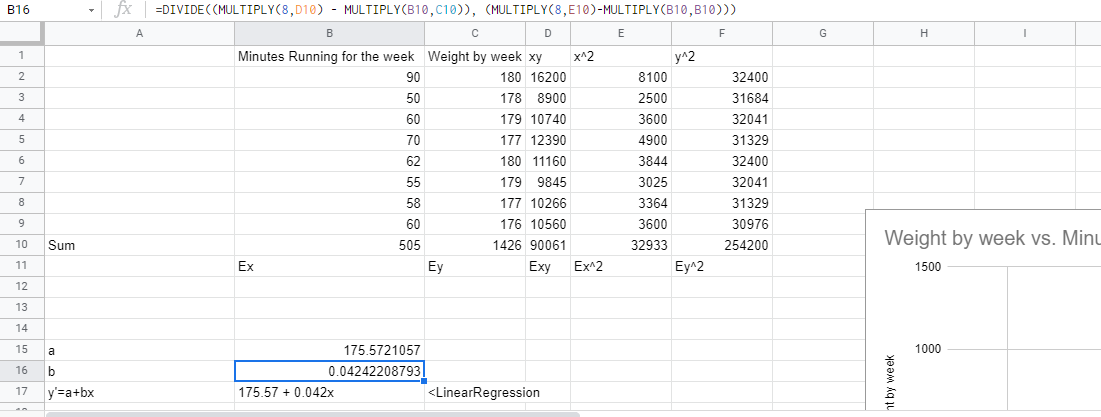 B16 fx =DIVIDE((MULTIPLY(8,D10) - MULTIPLY(B10,C10)), (MULTIPLY(8,E10)-MULTIPLY(B10,B10)))
A B C D E F G H I
1 Minutes Running for the week Weight by week xy x^2 y^2
2 90 180 16200 8100 32400
3 50 178 8900 2500 31684
4 60 179 10740 3600 32041
5 70 177 12390 4900 31329
6 62 180 11160 3844 32400
7 55 179 9845 3025 32041
8 58 177 10266 3364 31329
9 60 176 10560 3600 30976
10 Sum 505 1426 90061 32933 254200
11 Ex Ey Exy Ex^2 Ey^2
12
13
14
15 a 175.5721057
16 b 0.04242208793
17 y'=a+bx 175.57 + 0.042x <LinearRegression
Weight by week vs. Minu
1500
1000
ht by week